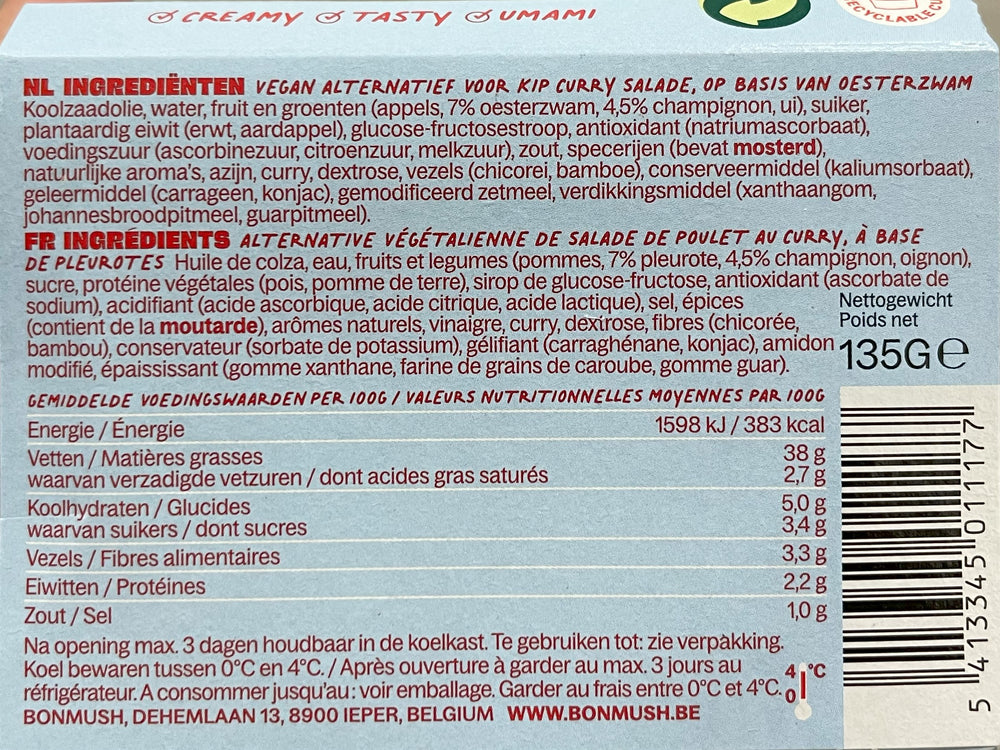 CREAMY TASTY UMAMI
NL INGREDIËNTEN VEGAN ALTERNATIEF VOOR KIP CURRY SALADE, OP BASIS VAN OESTERZWAM
Koolzaadolie, water, fruit en groenten (appels, 7% oesterzwam, 4,5% champignon, ui), suiker,
plantaardig eiwit (erwt, aardappel), glucose-fructosestroop, antioxidant (natriumascorbaat),
voedingszuur (ascorbinezuur, citroenzuur, melkzuur), zout, specerijen (bevat mosterd),
natuurlijke aroma's, azijn, curry, dextrose, vezels (chicorei, bamboe), conserveermiddel (kaliumsorbaat),
geleermiddel (carrageen, konjac), gemodificeerd zetmeel, verdikkingsmiddel (xanthaangom,
johannesbroodpitmeel, guarpitmeel).
FR INGRÉDIENTS ALTERNATIVE VÉGÉTALIENNE DE SALADE DE POULET AU CURRY, À BASE
DE PLEUROTES Huile de colza, eau, fruits et legumes (pommes, 7% pleurote, 4,5% champignon, oignon),
sucre, protéine végétales (pois, pomme de terre), sirop de glucose-fructose, antioxidant (ascorbate de
sodium), acidifiant (acide ascorbique, acide citrique, acide lactique), sel, épices
(contient de la moutarde), arômes naturels, vinaigre, curry, dextrose, fibres (chicorée,
bambou), conservateur (sorbate de potassium), gélifiant (carraghénane, konjac), amidon
modifié, épaississant (gomme xanthane, farine de grains de caroube, gomme guar).
Nettogewicht
Poids net
135G℮
GEMIDDELDE VOEDINGSWAARDEN PER 100G / VALEURS NUTRITIONNELLES MOYENNES PAR 100G
Energie / Énergie 1598 kJ / 383 kcal
Vetten / Matières grasses 38 g
waarvan verzadigde vetzuren / dont acides gras saturés 2,7 g
Koolhydraten / Glucides 5,0 g
waarvan suikers / dont sucres 3,4 g
Vezels / Fibres alimentaires 3,3 g
Eiwitten / Protéines 2,2 g
Zout / Sel 1,0 g
Na opening max. 3 dagen houdbaar in de koelkast. Te gebruiken tot: zie verpakking.
Koel bewaren tussen 0°C en 4°C. / Après ouverture à garder au max. 3 jours au
réfrigérateur. A consommer jusqu'au: voir emballage. Garder au frais entre 0°C et 4°C.
4 °C
0
BONMUSH, DEHEMLAAN 13, 8900 IEPER, BELGIUM WWW.BONMUSH.BE
5 413345 011177